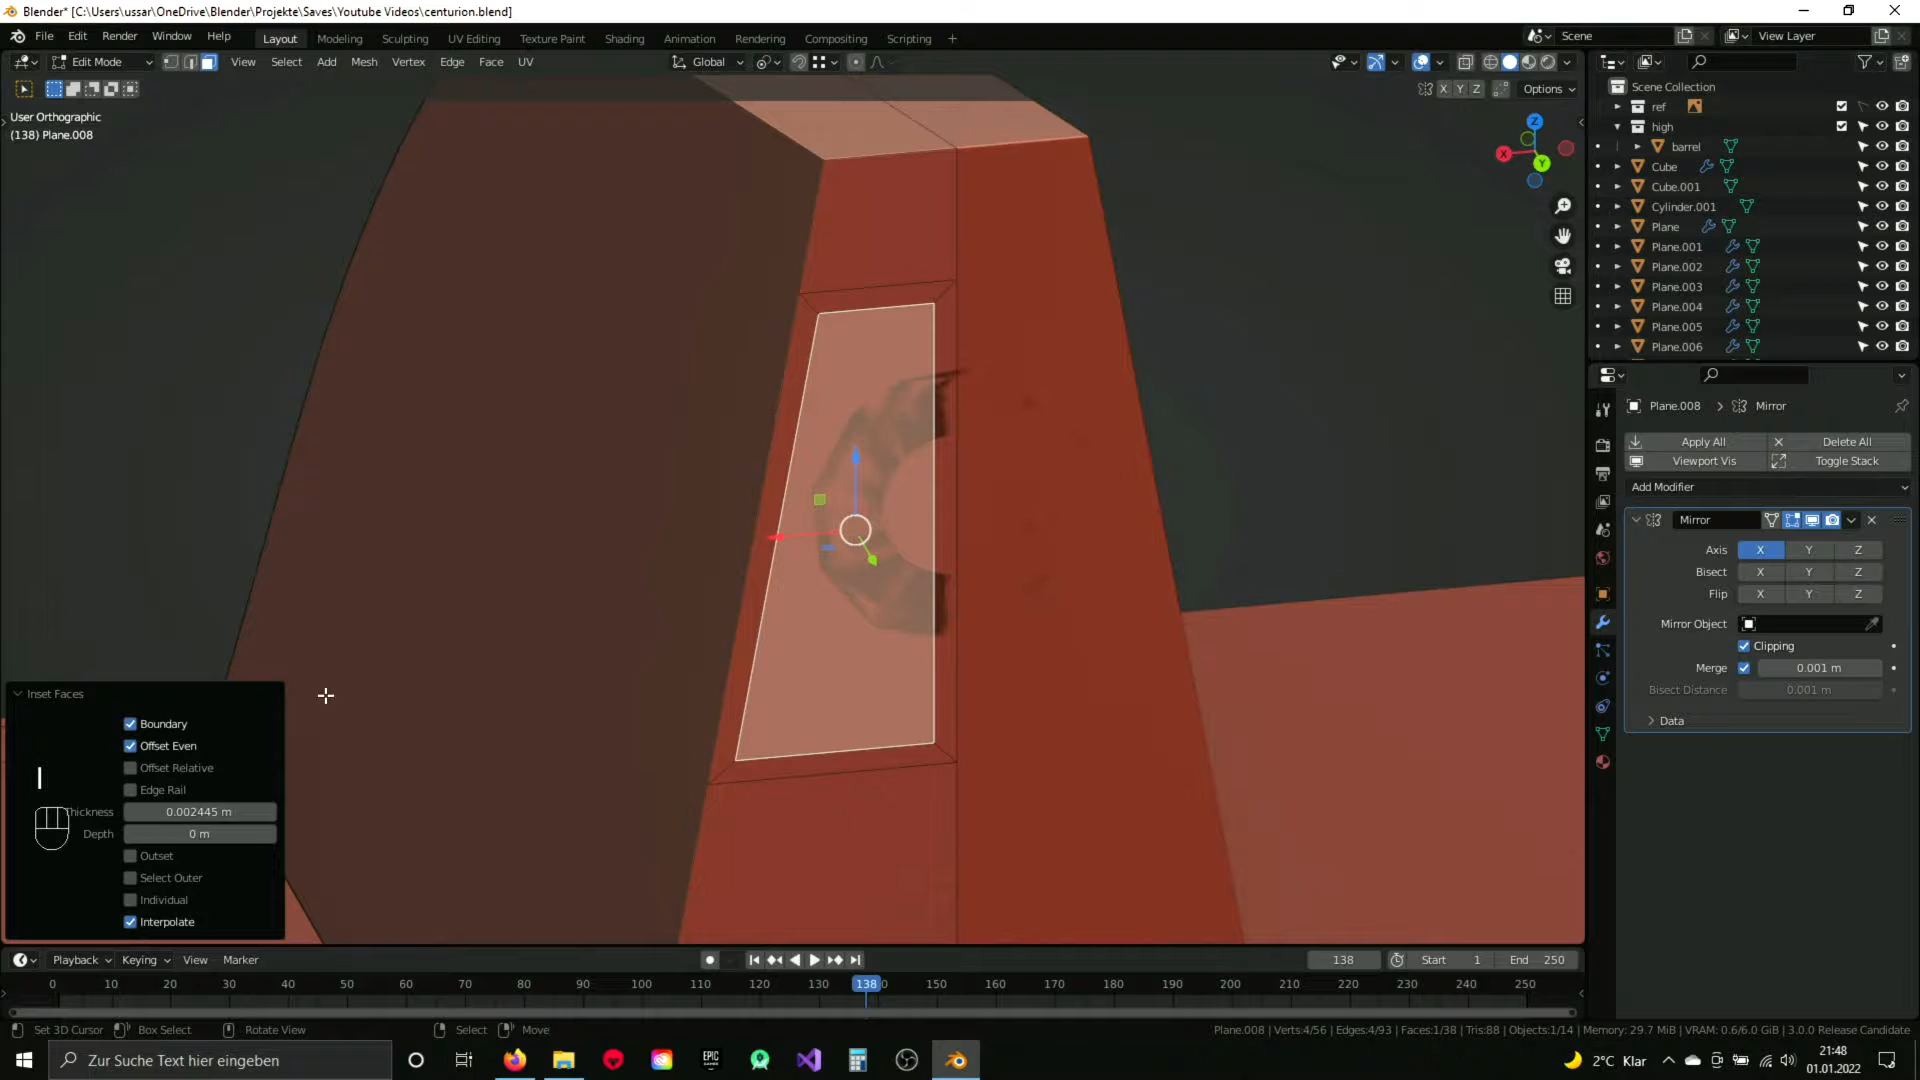 Blender* [C:\Users\ussar\OneDrive\Blender\Projekte\Saves\Youtube Videos\centurion.blend]
File Edit Render Window Help Layout Modeling Sculpting UV Editing Texture Paint Shading Animation Rendering Compositing Scripting + Scene View Layer
Edit Mode View Select Add Mesh Vertex Edge Face UV Global
X Y Z Options
User Orthographic
(138) Plane.008
Z
X
Y
Scene Collection
ref
high
barrel
Cube
Cube.001
Cylinder.001
Plane
Plane.001
Plane.002
Plane.003
Plane.004
Plane.005
Plane.006
Plane.008 > Mirror
Apply All Delete All
Viewport Vis Toggle Stack
Add Modifier
Mirror
Axis X Y Z
Bisect X Y Z
Flip X Y Z
Mirror Object
Clipping
Merge 0.001 m
Bisect Distance 0.001 m
Data
Inset Faces
Boundary
Offset Even
Offset Relative
Edge Rail
I
Thickness 0.002445 m
Depth 0 m
Outset
Select Outer
Individual
Interpolate
Playback Keying View Marker 138 Start 1 End 250
0 10 20 30 40 50 60 70 80 90 100 110 120 130 138 150 160 170 180 190 200 210 220 230 240 250
Set 3D Cursor Box Select Rotate View Select Move Plane.008 | Verts:4/56 | Edges:4/93 | Faces:1/38 | Tris:88 | Objects:1/14 | Memory: 29.7 MiB | VRAM: 0.6/6.0 GiB | 3.0.0 Release Candidate
Zur Suche Text hier eingeben EPIC GAMES 2°C Klar 21:48
01.01.2022